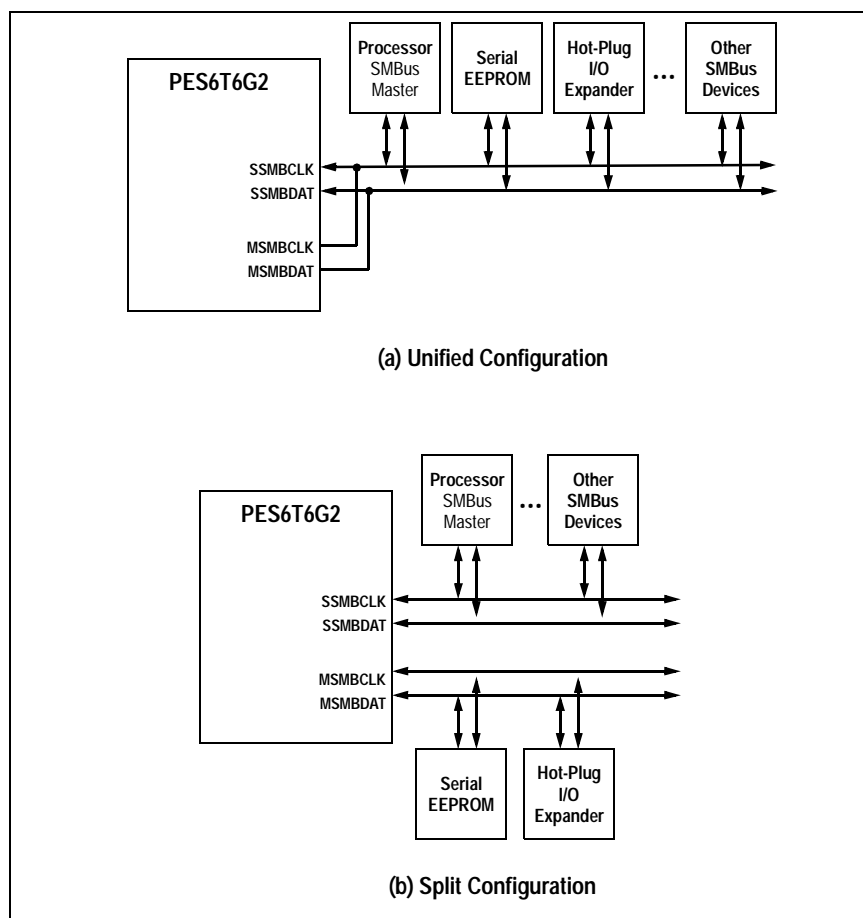 PES6T6G2
Processor
SMBus
Master
Serial
EEPROM
Hot-Plug
I/O
Expander
...
Other
SMBus
Devices
SSMBCLK
SSMBDAT
MSMBCLK
MSMBDAT
(a) Unified Configuration
PES6T6G2
Processor
SMBus
Master
...
Other
SMBus
Devices
SSMBCLK
SSMBDAT
MSMBCLK
MSMBDAT
Serial
EEPROM
Hot-Plug
I/O
Expander
(b) Split Configuration